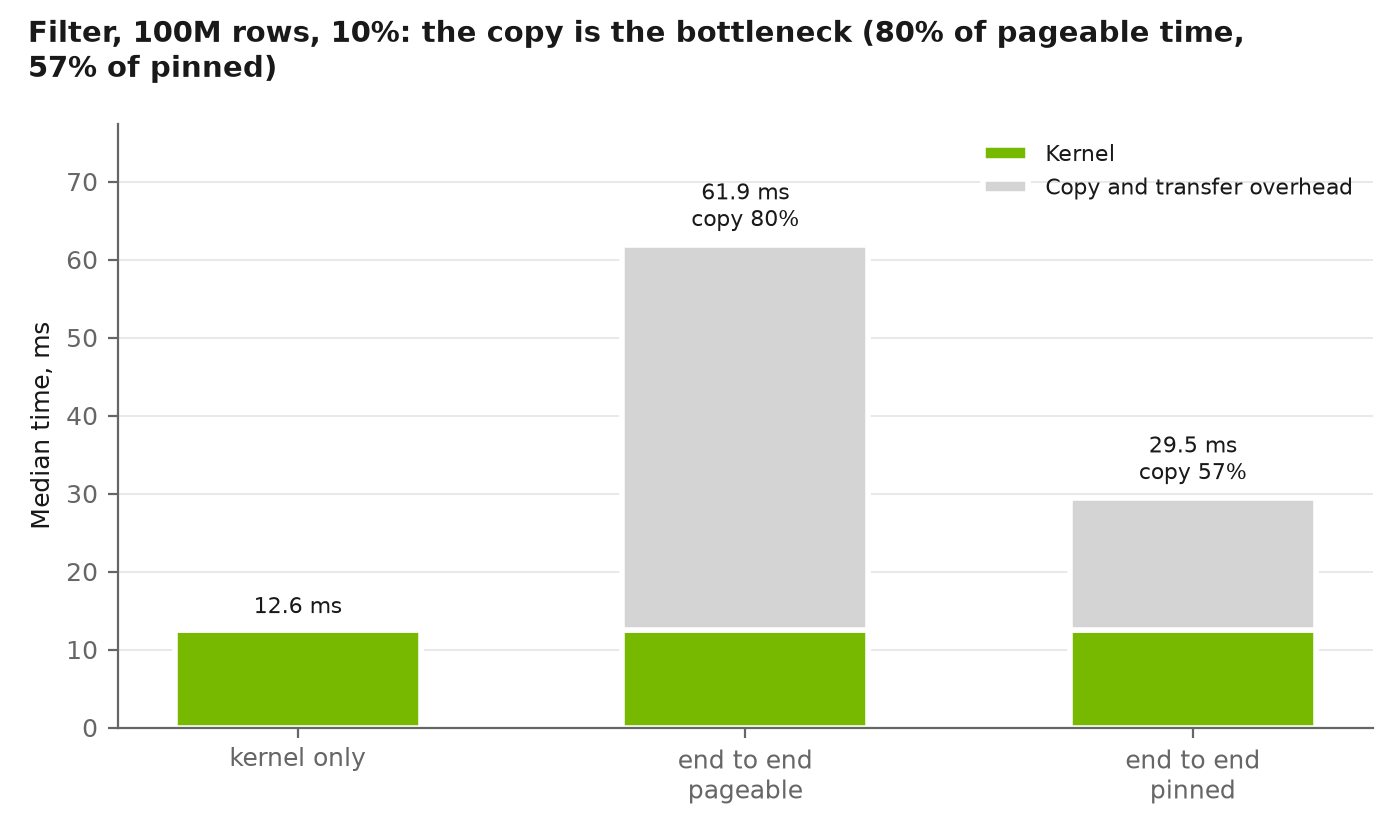 Filter, 100M rows, 10%: the copy is the bottleneck (80% of pageable time,
57% of pinned)
Kernel
Copy and transfer overhead
Median time, ms
70
60
50
40
30
20
10
0
12.6 ms
61.9 ms
copy 80%
29.5 ms
copy 57%
kernel only
end to end
pageable
end to end
pinned